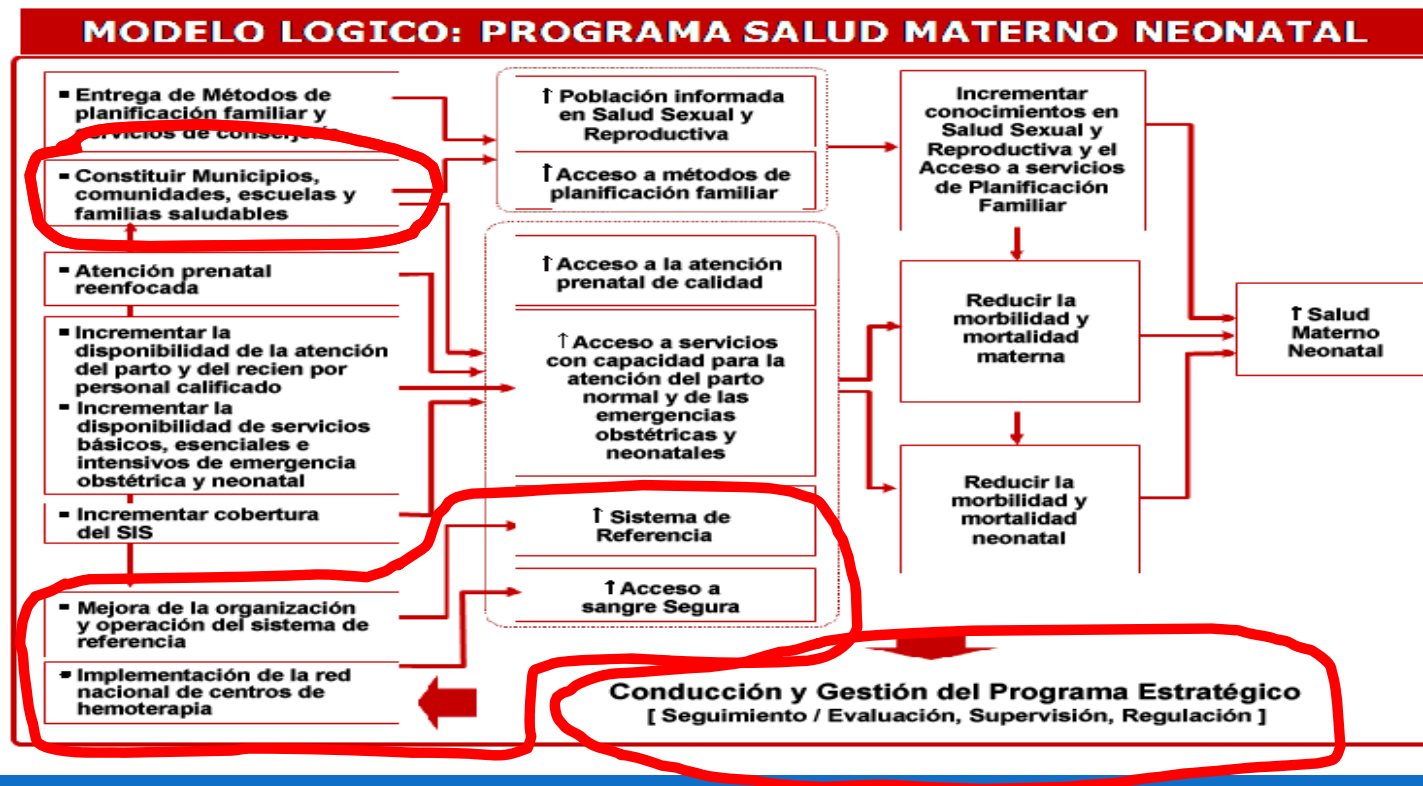 MODELO LOGICO: PROGRAMA SALUD MATERNO NEONATAL
▪ Entrega de Métodos de
planificación familiar y
servicios de consejería
▪ Constituir Municipios,
comunidades, escuelas y
familias saludables
▪ Atención prenatal
reenfocada
▪ Incrementar la
disponibilidad de la atención
del parto y del recien por
personal calificado
▪ Incrementar la
disponibilidad de servicios
básicos, esenciales e
intensivos de emergencia
obstétrica y neonatal
▪ Incrementar cobertura
del SIS
▪ Mejora de la organización
y operación del sistema de
referencia
▪ Implementación de la red
nacional de centros de
hemoterapia
↑ Población informada
en Salud Sexual y
Reproductiva
↑ Acceso a métodos de
planificación familiar
↑ Acceso a la atención
prenatal de calidad
↑ Acceso a servicios
con capacidad para la
atención del parto
normal y de las
emergencias
obstétricas y
neonatales
↑ Sistema de
Referencia
↑ Acceso a
sangre Segura
Incrementar
conocimientos en
Salud Sexual y
Reproductiva y el
Acceso a servicios
de Planificación
Familiar
Reducir la
morbilidad y
mortalidad
materna
Reducir la
morbilidad y
mortalidad
neonatal
↑ Salud
Materno
Neonatal
Conducción y Gestión del Programa Estratégico
[ Seguimiento / Evaluación, Supervisión, Regulación ]